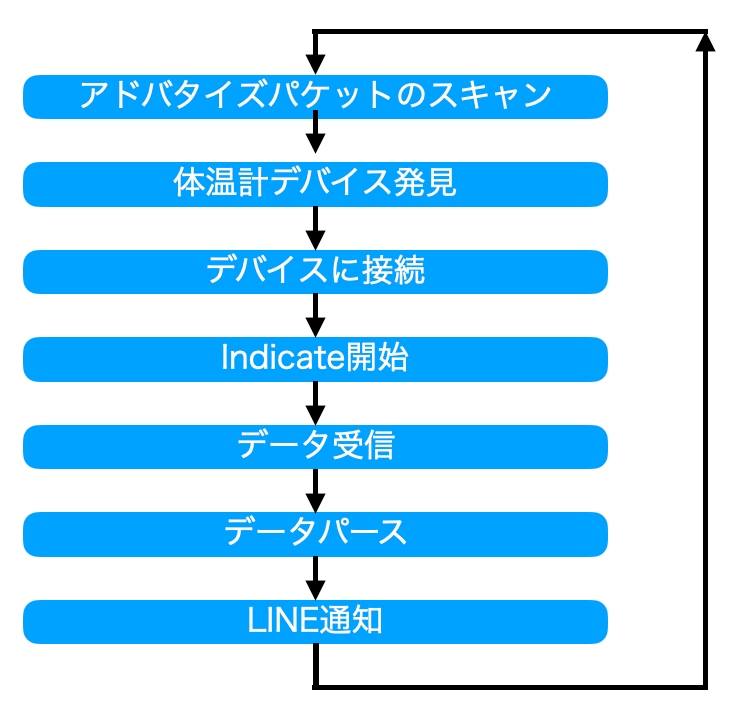 アドバタイズパケットのスキャン
体温計デバイス発見
デバイスに接続
Indicate開始
データ受信
データパース
LINE通知